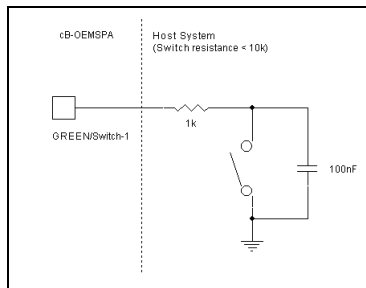 cB-OEMSPA
Host System
(Switch resistance < 10k)
1k
GREEN/Switch-1
100nF